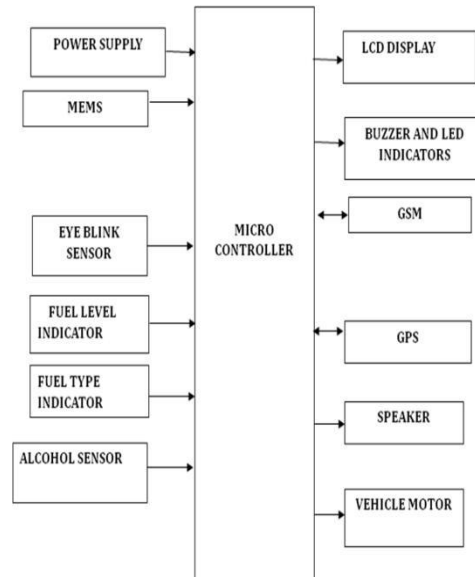 POWER SUPPLY
MEMS
EYE BLINK
SENSOR
FUEL LEVEL
INDICATOR
FUEL TYPE
INDICATOR
ALCOHOL SENSOR
MICRO
CONTROLLER
LCD DISPLAY
BUZZER AND LED
INDICATORS
GSM
GPS
SPEAKER
VEHICLE MOTOR